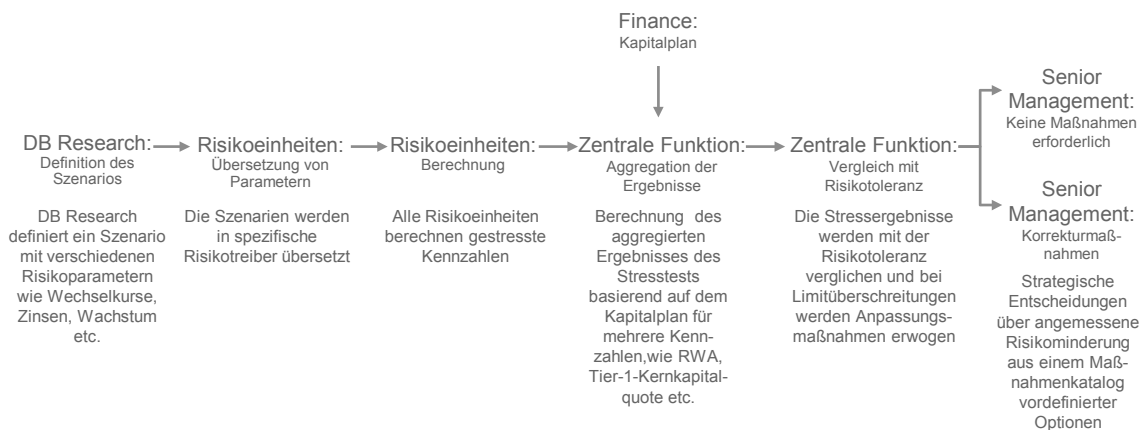 Finance:
Kapitalplan
DB Research:
Definition des
Szenarios
DB Research
definiert ein Szenario
mit verschiedenen
Risikoparametern
wie Wechselkurse,
Zinsen, Wachstum
etc.
Risikoeinheiten:
Übersetzung von
Parametern
Die Szenarien werden
in spezifische
Risikotreiber übersetzt
Risikoeinheiten:
Berechnung
Alle Risikoeinheiten
berechnen gestresste
Kennzahlen
Zentrale Funktion:
Aggregation der
Ergebnisse
Berechnung des
aggregierten
Ergebnisses des
Stresstests
basierend auf dem
Kapitalplan für
mehrere Kenn-
zahlen,wie RWA,
Tier-1-Kernkapital-
quote etc.
Zentrale Funktion:
Vergleich mit
Risikotoleranz
Die Stressergebnisse
werden mit der
Risikotoleranz
verglichen und bei
Limitüberschreitungen
werden Anpassungs-
maßnahmen erwogen
Senior
Management:
Keine Maßnahmen
erforderlich
Senior
Management:
Korrekturmaß-
nahmen
Strategische
Entscheidungen
über angemessene
Risikominderung
aus einem Maß-
nahmenkatalog
vordefinierter
Optionen